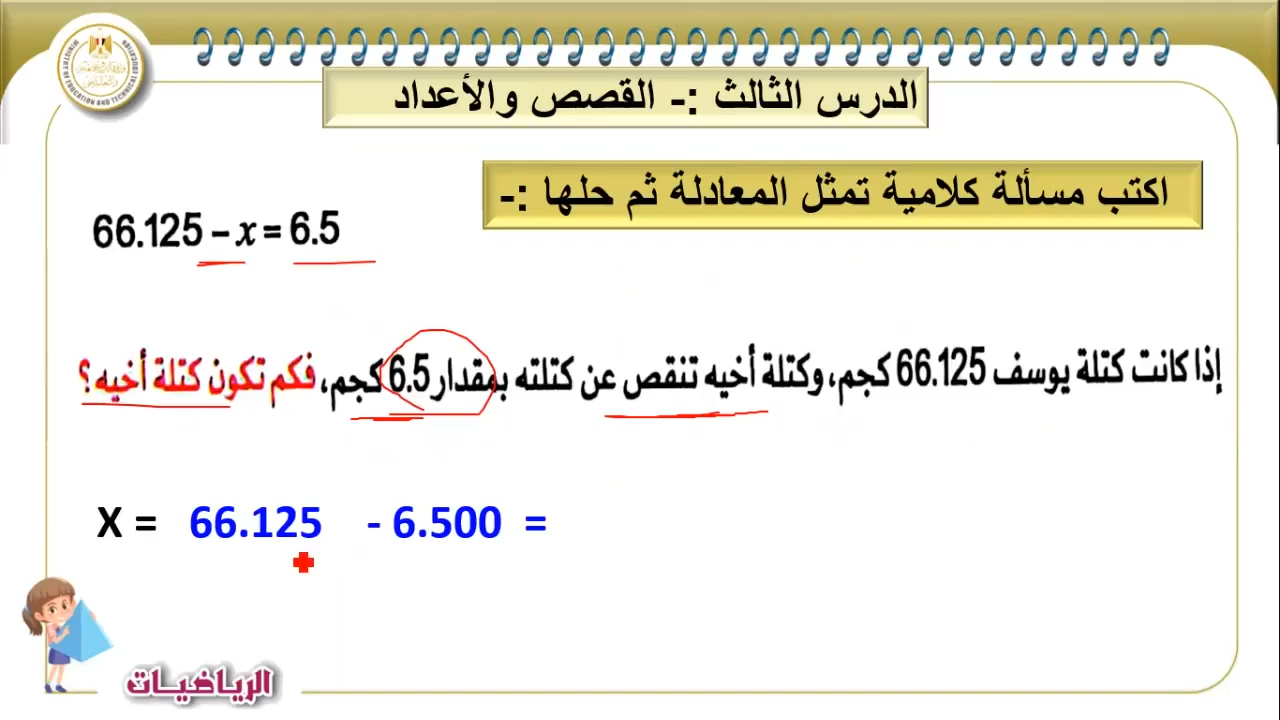 الدرس الثالث :- القصص والأعداد
اكتب مسألة كلامية تمثل المعادلة ثم حلها :-
66.125 – x = 6.5
إذا كانت كتلة يوسف 66.125 كجم، وكتلة أخيه تنقص عن كتلته بمقدار 6.5 كجم، فكم تكون كتلة أخيه؟
X = 66.125 - 6.500 =
الرياضيات